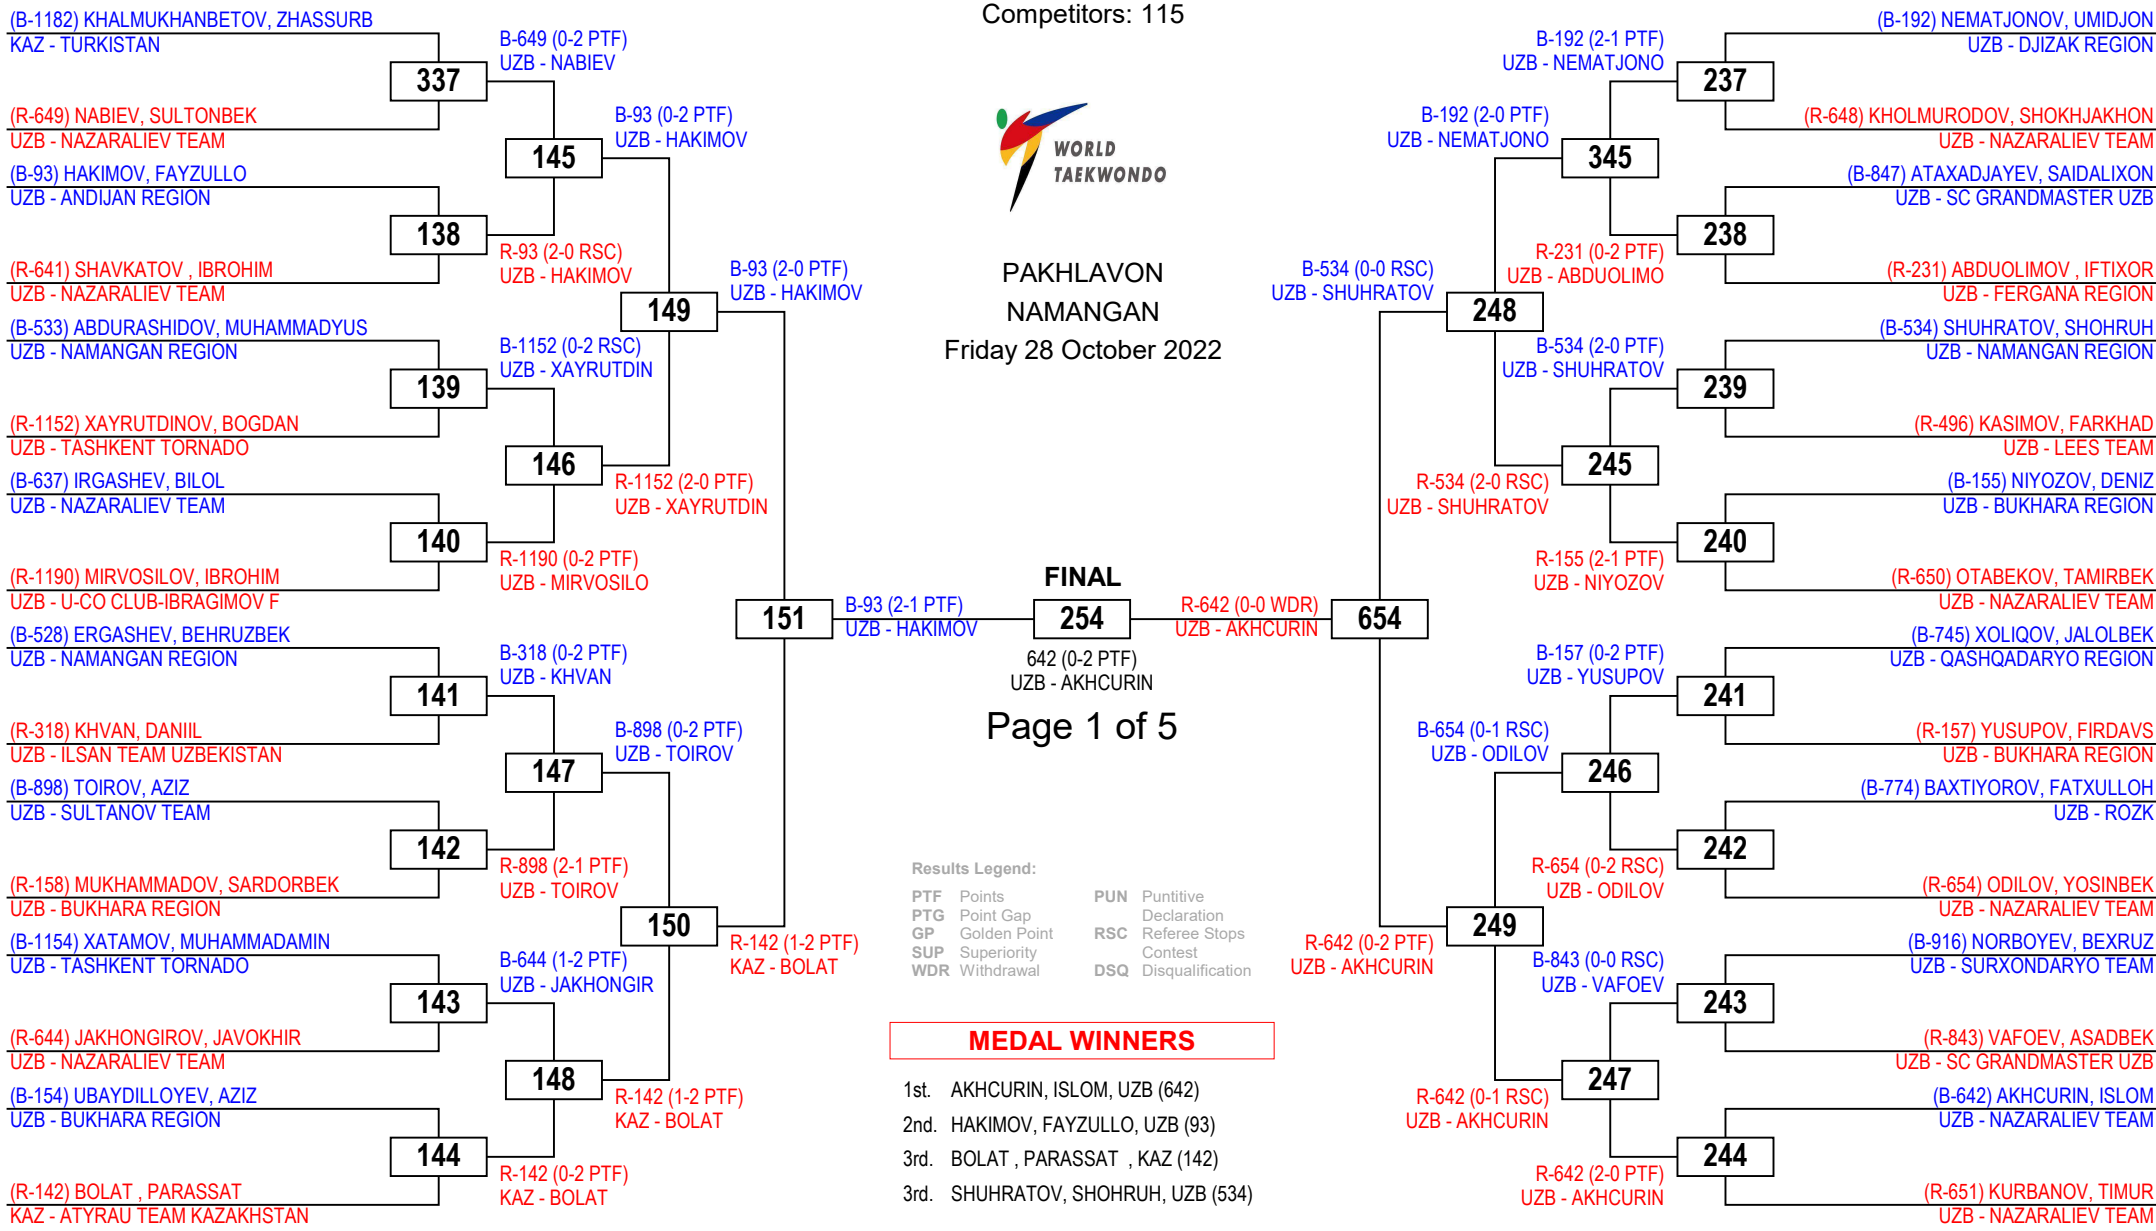 Competitors: 115
(B-1182) KHALMUKHANBETOV, ZHASSURB
KAZ - TURKISTAN
337
(R-649) NABIEV, SULTONBEK
UZB - NAZARALIEV TEAM
(B-93) HAKIMOV, FAYZULLO
UZB - ANDIJAN REGION
138
(R-641) SHAVKATOV , IBROHIM
UZB - NAZARALIEV TEAM
(B-533) ABDURASHIDOV, MUHAMMADYUS
UZB - NAMANGAN REGION
139
(R-1152) XAYRUTDINOV, BOGDAN
UZB - TASHKENT TORNADO
(B-637) IRGASHEV, BILOL
UZB - NAZARALIEV TEAM
140
(R-1190) MIRVOSILOV, IBROHIM
UZB - U-CO CLUB-IBRAGIMOV F
(B-528) ERGASHEV, BEHRUZBEK
UZB - NAMANGAN REGION
141
(R-318) KHVAN, DANIIL
UZB - ILSAN TEAM UZBEKISTAN
(B-898) TOIROV, AZIZ
UZB - SULTANOV TEAM
142
(R-158) MUKHAMMADOV, SARDORBEK
UZB - BUKHARA REGION
(B-1154) XATAMOV, MUHAMMADAMIN
UZB - TASHKENT TORNADO
143
(R-644) JAKHONGIROV, JAVOKHIR
UZB - NAZARALIEV TEAM
(B-154) UBAYDILLOYEV, AZIZ
UZB - BUKHARA REGION
144
(R-142) BOLAT , PARASSAT
KAZ - ATYRAU TEAM KAZAKHSTAN
B-649 (0-2 PTF)
UZB - NABIEV
145
R-93 (2-0 RSC)
UZB - HAKIMOV
B-1152 (0-2 RSC)
UZB - XAYRUTDIN
146
R-1190 (0-2 PTF)
UZB - MIRVOSILO
B-318 (0-2 PTF)
UZB - KHVAN
147
R-898 (2-1 PTF)
UZB - TOIROV
B-644 (1-2 PTF)
UZB - JAKHONGIR
148
R-142 (0-2 PTF)
KAZ - BOLAT
B-93 (0-2 PTF)
UZB - HAKIMOV
149
R-1152 (2-0 PTF)
UZB - XAYRUTDIN
B-898 (0-2 PTF)
UZB - TOIROV
150
R-142 (1-2 PTF)
KAZ - BOLAT
B-93 (2-0 PTF)
UZB - HAKIMOV
151
R-142 (1-2 PTF)
KAZ - BOLAT
B-93 (2-1 PTF)
UZB - HAKIMOV
WORLD
TAEKWONDO
PAKHLAVON
NAMANGAN
Friday 28 October 2022
FINAL
254
642 (0-2 PTF)
UZB - AKHCURIN
Page 1 of 5
Results Legend:
PTF Points
PTG Point Gap
GP Golden Point
SUP Superiority
WDR Withdrawal
PUN Puntitive
Declaration
RSC Referee Stops
Contest
DSQ Disqualification
MEDAL WINNERS
1st. AKHCURIN, ISLOM, UZB (642)
2nd. HAKIMOV, FAYZULLO, UZB (93)
3rd. BOLAT , PARASSAT , KAZ (142)
3rd. SHUHRATOV, SHOHRUH, UZB (534)
R-642 (0-0 WDR)
UZB - AKHCURIN
654
B-534 (0-0 RSC)
UZB - SHUHRATOV
R-642 (0-2 PTF)
UZB - AKHCURIN
B-192 (2-0 PTF)
UZB - NEMATJONO
248
R-534 (2-0 RSC)
UZB - SHUHRATOV
B-654 (0-1 RSC)
UZB - ODILOV
249
R-642 (0-1 RSC)
UZB - AKHCURIN
B-192 (2-1 PTF)
UZB - NEMATJONO
345
R-231 (0-2 PTF)
UZB - ABDUOLIMO
B-534 (2-0 PTF)
UZB - SHUHRATOV
245
R-155 (2-1 PTF)
UZB - NIYOZOV
B-157 (0-2 PTF)
UZB - YUSUPOV
246
R-654 (0-2 RSC)
UZB - ODILOV
B-843 (0-0 RSC)
UZB - VAFOEV
247
R-642 (2-0 PTF)
UZB - AKHCURIN
(B-192) NEMATJONOV, UMIDJON
UZB - DJIZAK REGION
237
(R-648) KHOLMURODOV, SHOKHJAKHON
UZB - NAZARALIEV TEAM
(B-847) ATAXADJAYEV, SAIDALIXON
UZB - SC GRANDMASTER UZB
238
(R-231) ABDUOLIMOV , IFTIXOR
UZB - FERGANA REGION
(B-534) SHUHRATOV, SHOHRUH
UZB - NAMANGAN REGION
239
(R-496) KASIMOV, FARKHAD
UZB - LEES TEAM
(B-155) NIYOZOV, DENIZ
UZB - BUKHARA REGION
240
(R-650) OTABEKOV, TAMIRBEK
UZB - NAZARALIEV TEAM
(B-745) XOLIQOV, JALOLBEK
UZB - QASHQADARYO REGION
241
(R-157) YUSUPOV, FIRDAVS
UZB - BUKHARA REGION
(B-774) BAXTIYOROV, FATXULLOH
UZB - ROZK
242
(R-654) ODILOV, YOSINBEK
UZB - NAZARALIEV TEAM
(B-916) NORBOYEV, BEXRUZ
UZB - SURXONDARYO TEAM
243
(R-843) VAFOEV, ASADBEK
UZB - SC GRANDMASTER UZB
(B-642) AKHCURIN, ISLOM
UZB - NAZARALIEV TEAM
244
(R-651) KURBANOV, TIMUR
UZB - NAZARALIEV TEAM